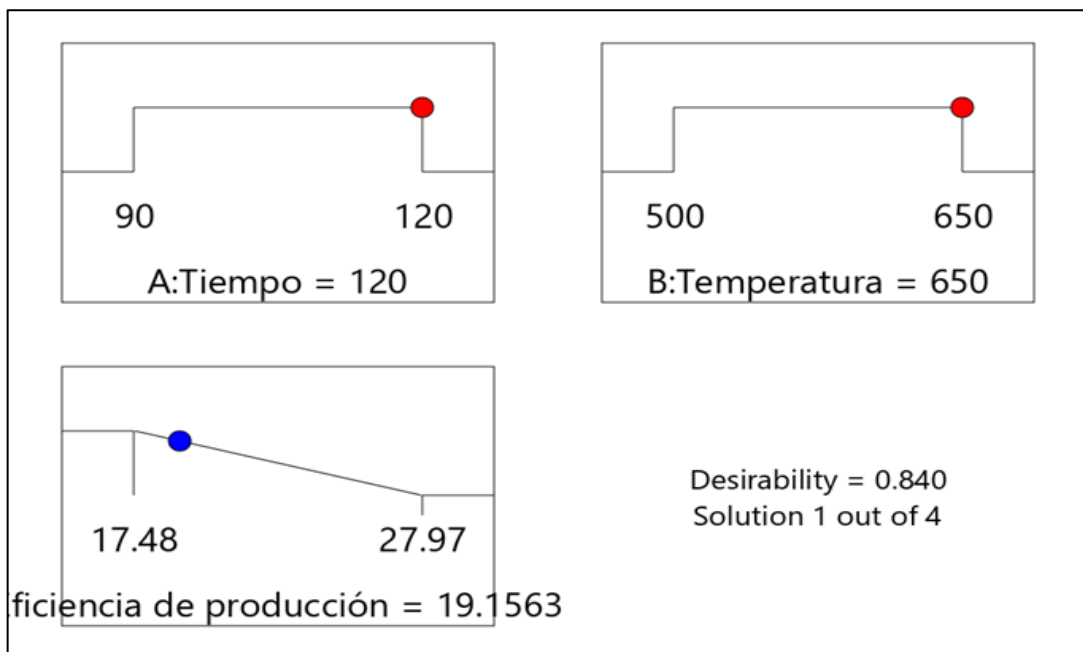 90 120
A:Tiempo = 120
500 650
B:Temperatura = 650
17.48 27.97
ficiencia de producción = 19.1563
Desirability = 0.840
Solution 1 out of 4